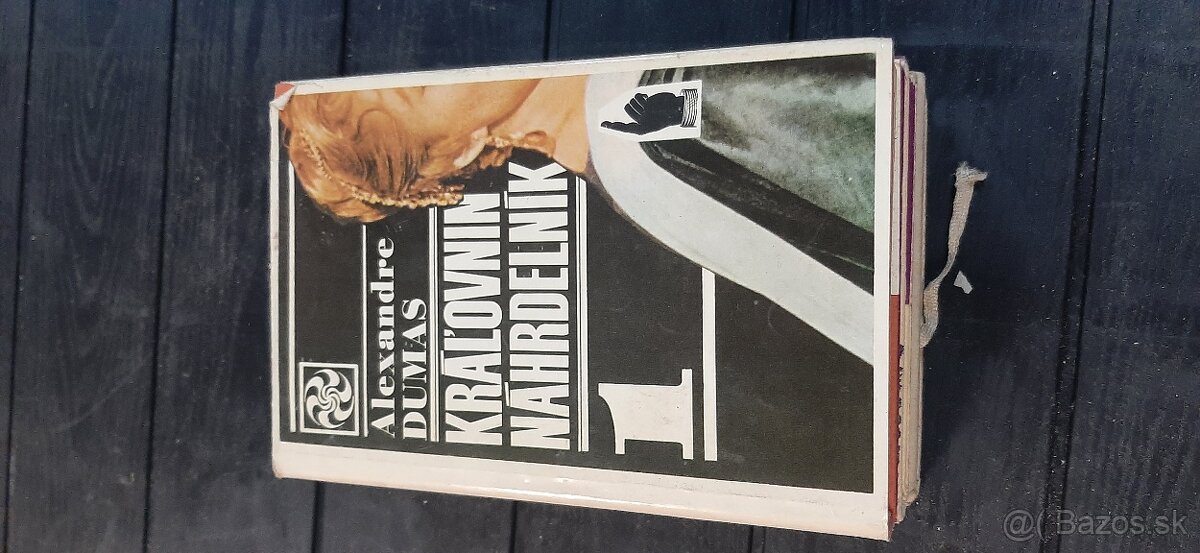 Alexandre
DUMAS
KRÁĽOVNIN
NÁHRDELNÍK
1
@( Bazos.sk